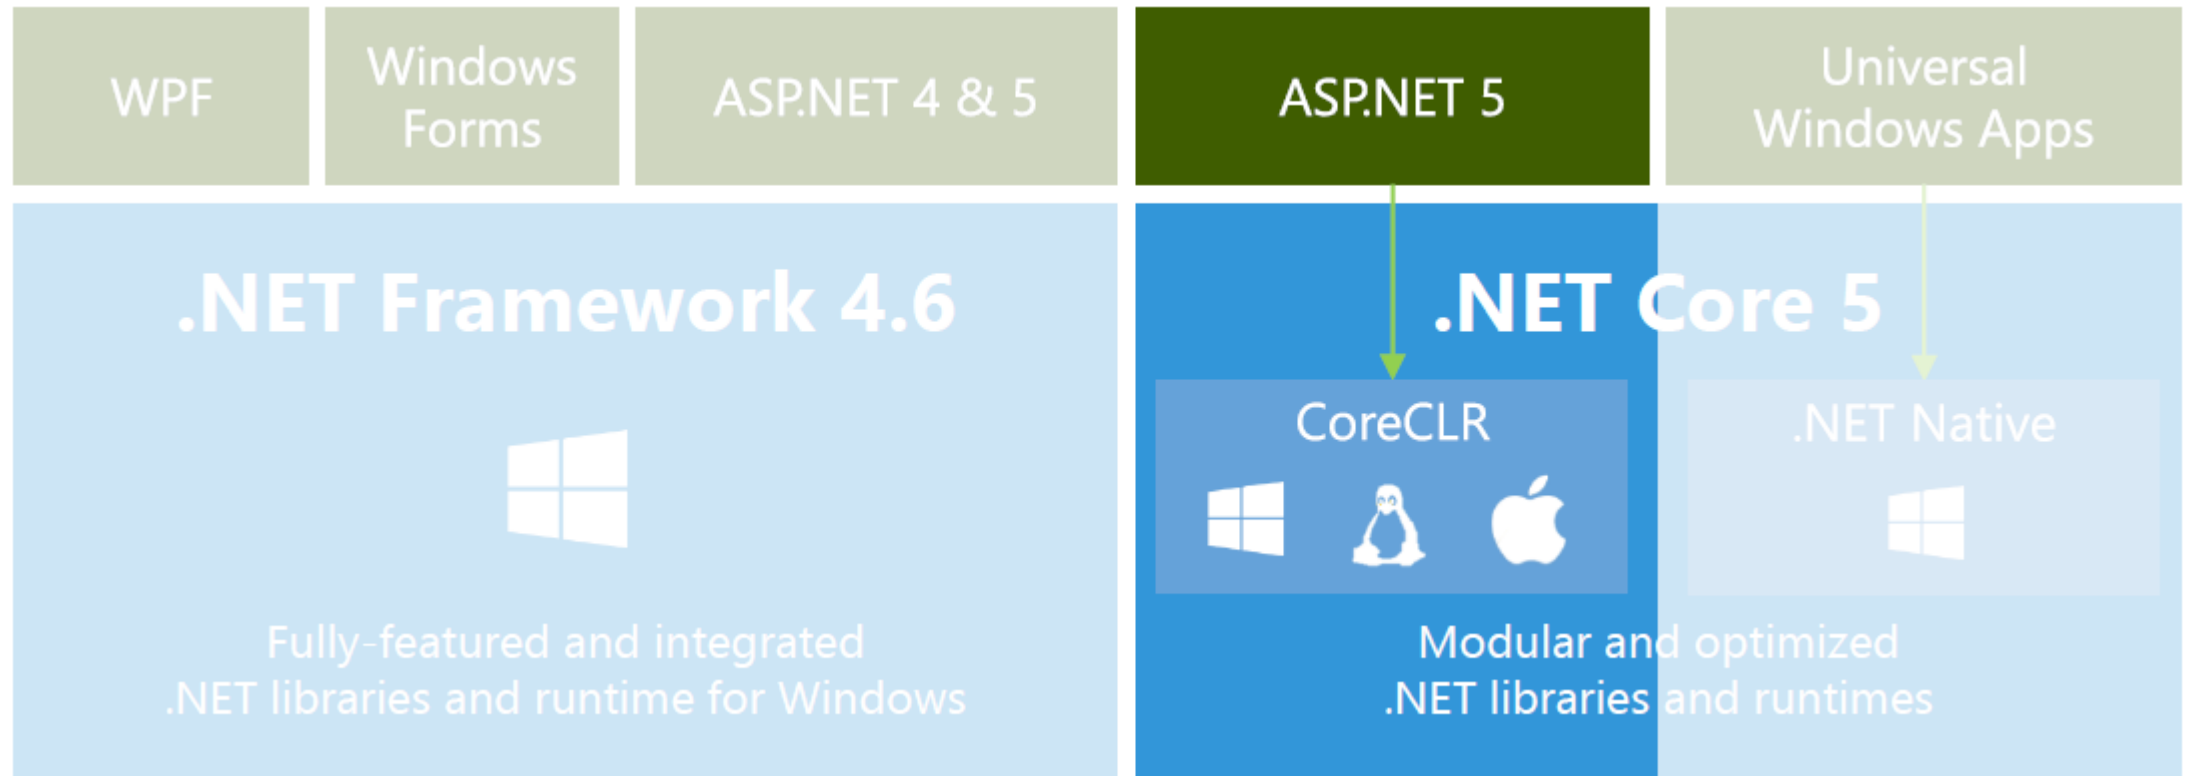 WPF
Windows
Forms
ASP.NET 4 & 5
ASP.NET 5
Universal
Windows Apps
.NET Framework 4.6
Fully-featured and integrated
.NET libraries and runtime for Windows
.NET Core 5
CoreCLR
.NET Native
Modular and optimized
.NET libraries and runtimes